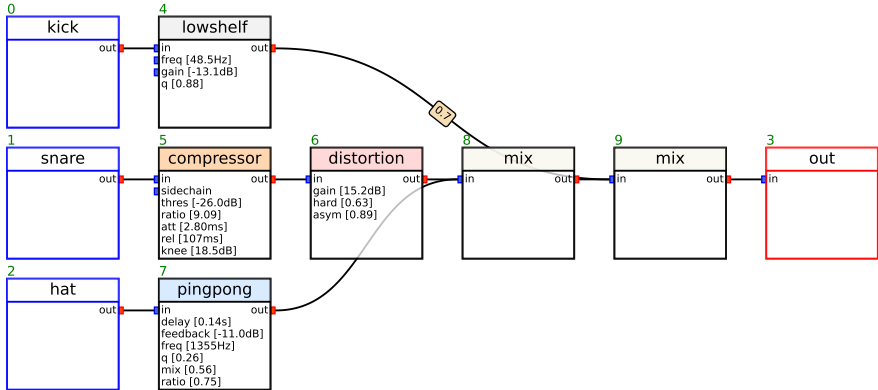 0
kick
out
4
lowshelf
in
out
freq [48.5Hz]
gain [-13.1dB]
q [0.88]
0.7
1
snare
out
5
compressor
in
out
sidechain
thres [-26.0dB]
ratio [9.09]
att [2.80ms]
rel [107ms]
knee [18.5dB]
6
distortion
in
out
gain [15.2dB]
hard [0.63]
asym [0.89]
8
mix
in
out
9
mix
in
out
3
out
in
2
hat
out
7
pingpong
in
out
delay [0.14s]
feedback [-11.0dB]
freq [1355Hz]
q [0.26]
mix [0.56]
ratio [0.75]